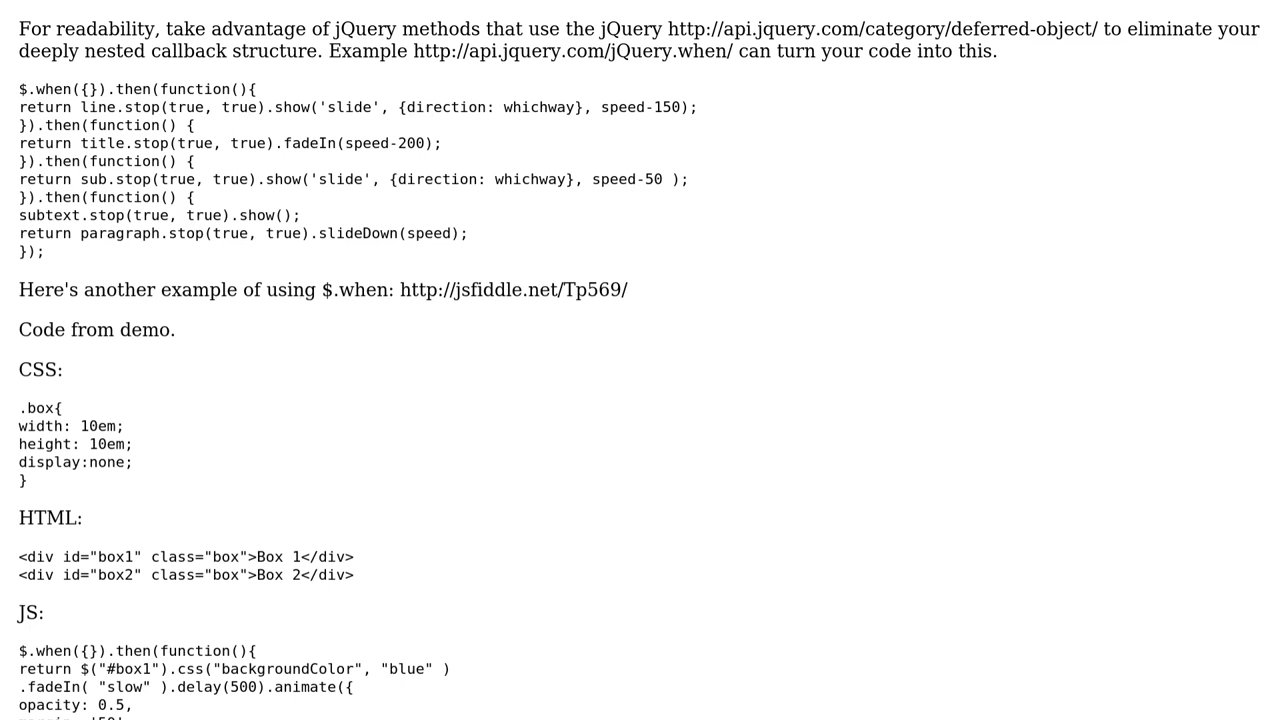 For readability, take advantage of jQuery methods that use the jQuery http://api.jquery.com/category/deferred-object/ to eliminate your
deeply nested callback structure. Example http://api.jquery.com/jQuery.when/ can turn your code into this.
$.when({}).then(function(){
return line.stop(true, true).show('slide', {direction: whichway}, speed-150);
}).then(function() {
return title.stop(true, true).fadeIn(speed-200);
}).then(function() {
return sub.stop(true, true).show('slide', {direction: whichway}, speed-50 );
}).then(function() {
subtext.stop(true, true).show();
return paragraph.stop(true, true).slideDown(speed);
});
Here's another example of using $.when: http://jsfiddle.net/Tp569/
Code from demo.
CSS:
.box{
width: 10em;
height: 10em;
display:none;
}
HTML:
<div id="box1" class="box">Box 1</div>
<div id="box2" class="box">Box 2</div>
JS:
$.when({}).then(function(){
return $("#box1").css("backgroundColor", "blue" )
.fadeIn( "slow" ).delay(500).animate({
opacity: 0.5,